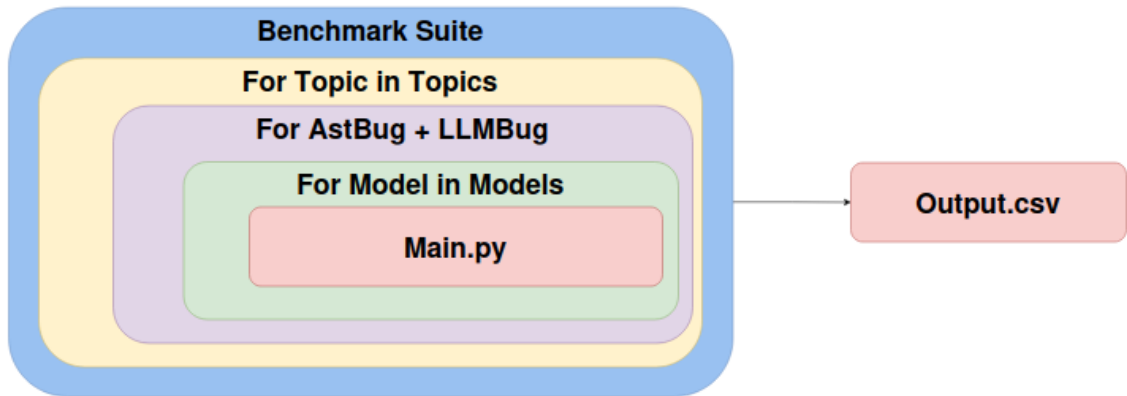 Benchmark Suite
For Topic in Topics
For AstBug + LLMBug
For Model in Models
Main.py
Output.csv